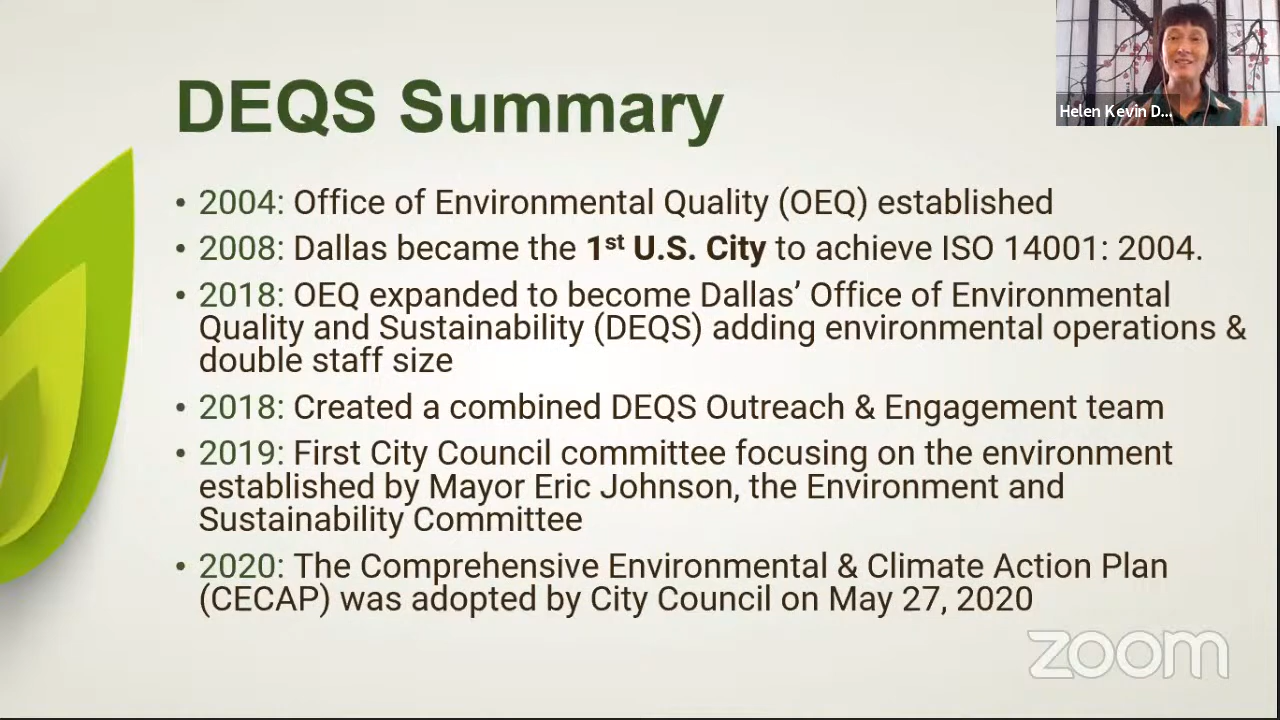 DEQS Summary
Helen Kevin D...
• 2004: Office of Environmental Quality (OEQ) established
• 2008: Dallas became the 1st U.S. City to achieve ISO 14001: 2004.
• 2018: OEQ expanded to become Dallas’ Office of Environmental
Quality and Sustainability (DEQS) adding environmental operations &
double staff size
• 2018: Created a combined DEQS Outreach & Engagement team
• 2019: First City Council committee focusing on the environment
established by Mayor Eric Johnson, the Environment and
Sustainability Committee
• 2020: The Comprehensive Environmental & Climate Action Plan
(CECAP) was adopted by City Council on May 27, 2020
zoom